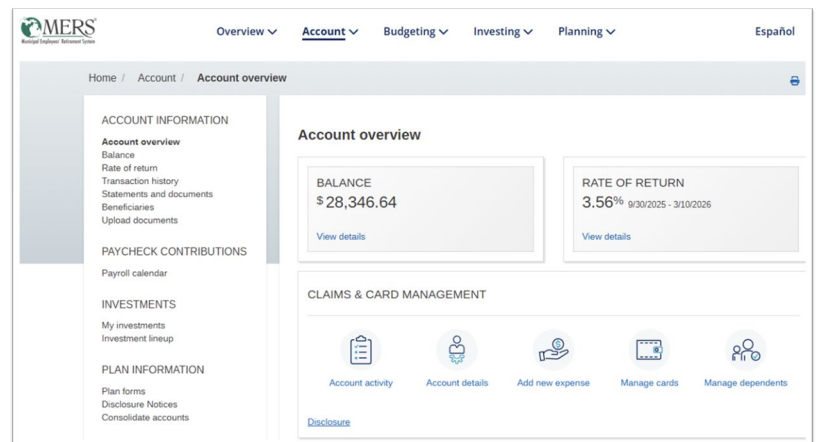 MERS
Municipal Employees' Retirement System
Overview
Account
Budgeting
Investing
Planning
Español
Home / Account / Account overview
ACCOUNT INFORMATION
Account overview
Balance
Rate of return
Transaction history
Statements and documents
Beneficiaries
Upload documents
PAYCHECK CONTRIBUTIONS
Payroll calendar
INVESTMENTS
My investments
Investment lineup
PLAN INFORMATION
Plan forms
Disclosure Notices
Consolidate accounts
Account overview
BALANCE
$28,346.64
View details
RATE OF RETURN
3.56% 9/30/2025 - 3/10/2026
View details
CLAIMS & CARD MANAGEMENT
Account activity
Account details
Add new expense
Manage cards
Manage dependents
Disclosure